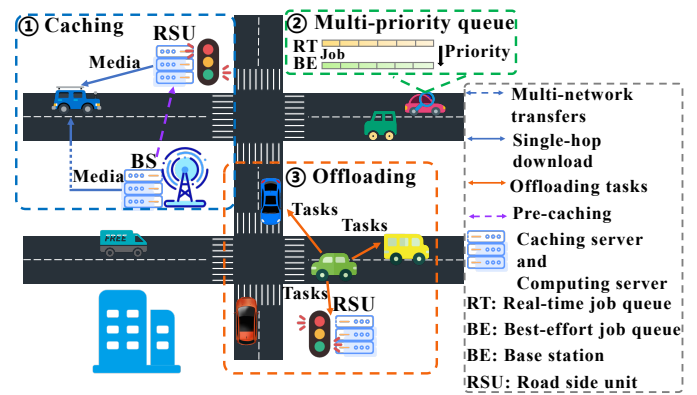 ① Caching
RSU
Media
BS
Media
② Multi-priority queue
RT
Job
BE
Priority
③ Offloading
Tasks
Tasks
Tasks
RSU
FREE
Multi-network
transfers
Single-hop
download
Offloading tasks
Pre-caching
Caching server
and
Computing server
RT: Real-time job queue
BE: Best-effort job queue
BE: Base station
RSU: Road side unit